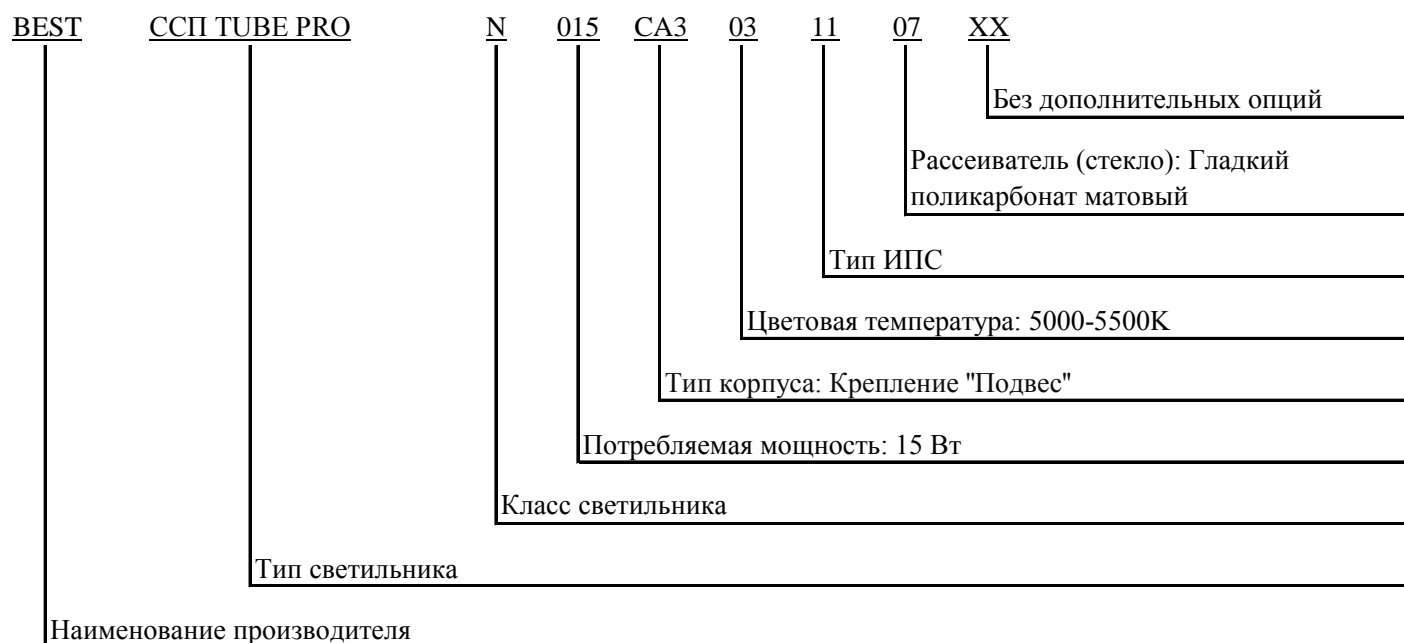 BEST ССП TUBE PRO N 015 CA3 03 11 07 XX
Без дополнительных опций
Рассеиватель (стекло): Гладкий
поликарбонат матовый
Тип ИПС
Цветовая температура: 5000-5500K
Тип корпуса: Крепление "Подвес"
Потребляемая мощность: 15 Вт
Класс светильника
Тип светильника
Наименование производителя